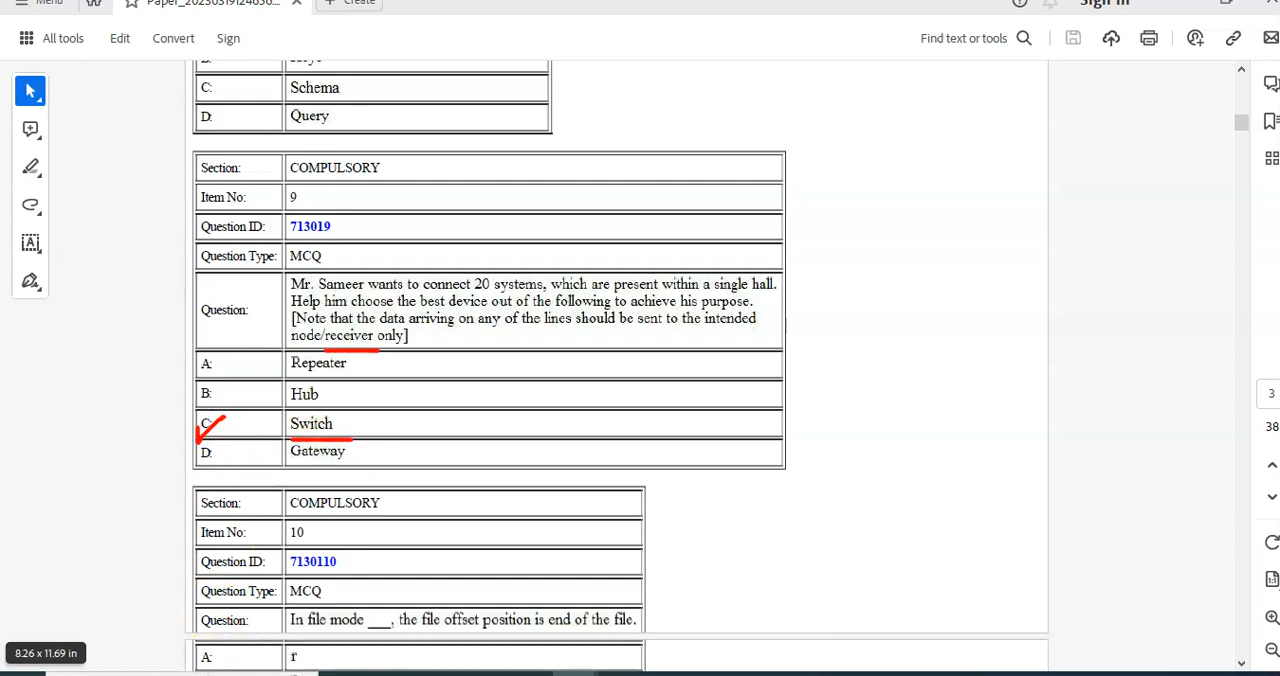 Menu
Paper_20230319124656...
Create
Sign in
All tools
Edit
Convert
Sign
Find text or tools
C: Schema
D: Query
Section: COMPULSORY
Item No: 9
Question ID: 713019
Question Type: MCQ
Question: Mr. Sameer wants to connect 20 systems, which are present within a single hall.
Help him choose the best device out of the following to achieve his purpose.
[Note that the data arriving on any of the lines should be sent to the intended
node/receiver only]
A: Repeater
B: Hub
C: Switch
D: Gateway
Section: COMPULSORY
Item No: 10
Question ID: 7130110
Question Type: MCQ
Question: In file mode ___, the file offset position is end of the file.
A: r
3
38
8.26 x 11.69 in